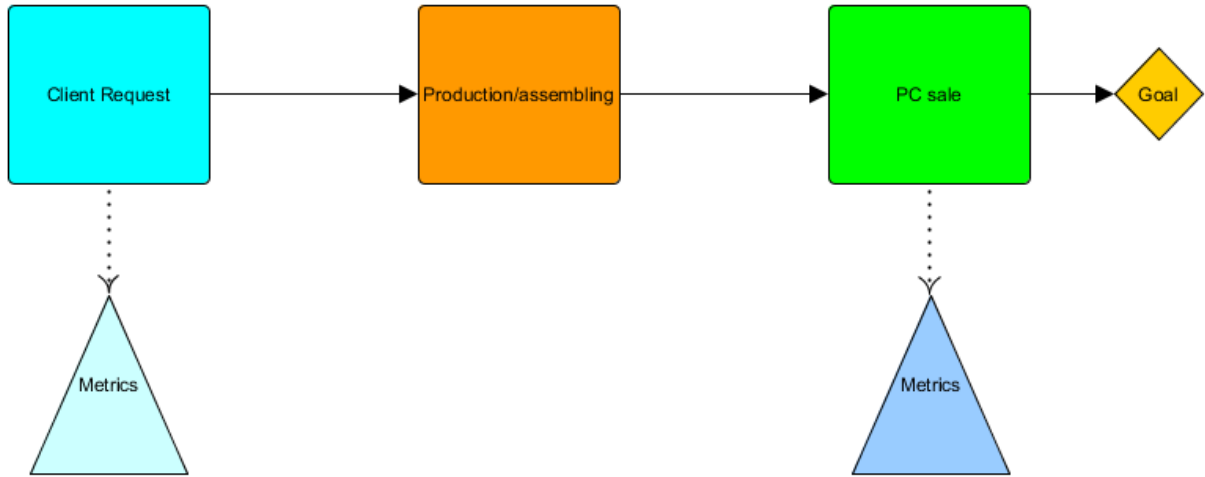 Client Request
Production/assembling
PC sale
Goal
Metrics
Metrics